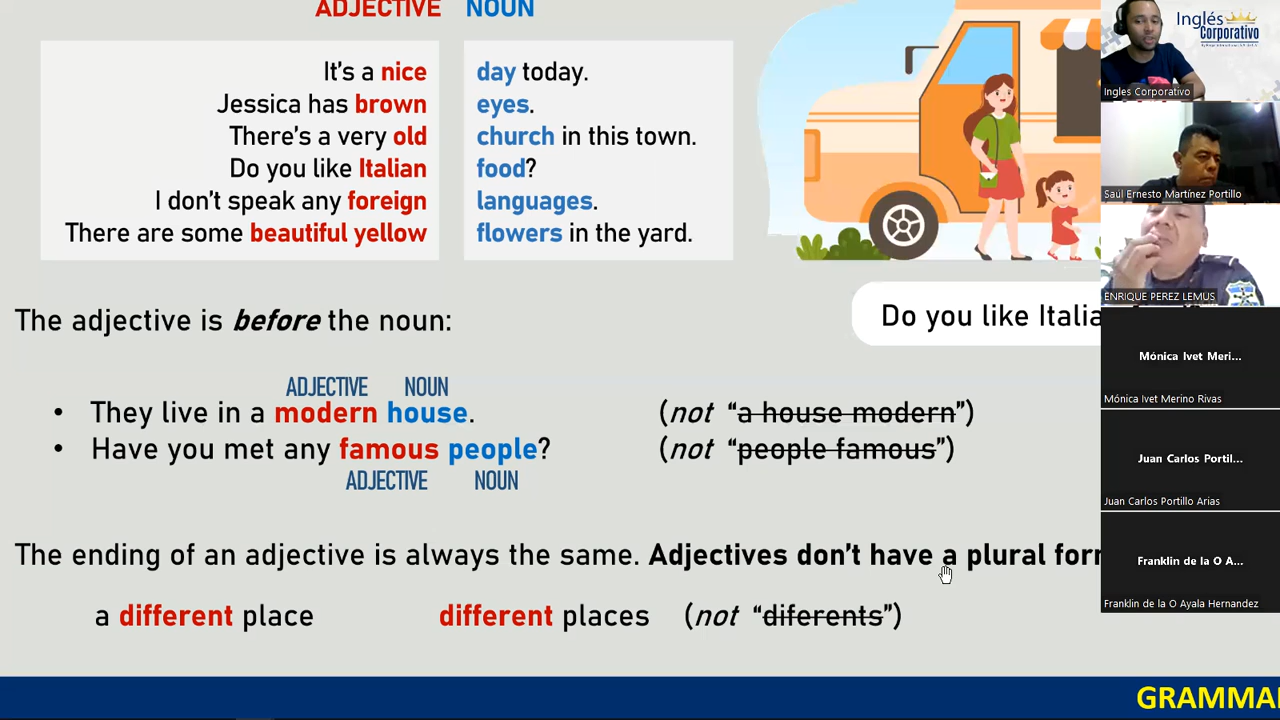 ADJECTIVE NOUN
It's a nice day today.
Jessica has brown eyes.
There's a very old church in this town.
Do you like Italian food?
I don't speak any foreign languages.
There are some beautiful yellow flowers in the yard.
The adjective is before the noun:
Do you like Italia
ADJECTIVE NOUN
• They live in a modern house. (not “a house modern”)
• Have you met any famous people? (not “people famous”)
ADJECTIVE NOUN
The ending of an adjective is always the same. Adjectives don't have a plural for
a different place different places (not “diferents”)
GRAMMA
Inglés
Corporativo
Ingles Corporativo
Saúl Ernesto Martínez Portillo
ENRIQUE PEREZ LEMUS
Mónica Ivet Meri...
Mónica Ivet Merino Rivas
Juan Carlos Portil...
Juan Carlos Portillo Arias
Franklin de la O A...
Franklin de la O Ayala Hernandez